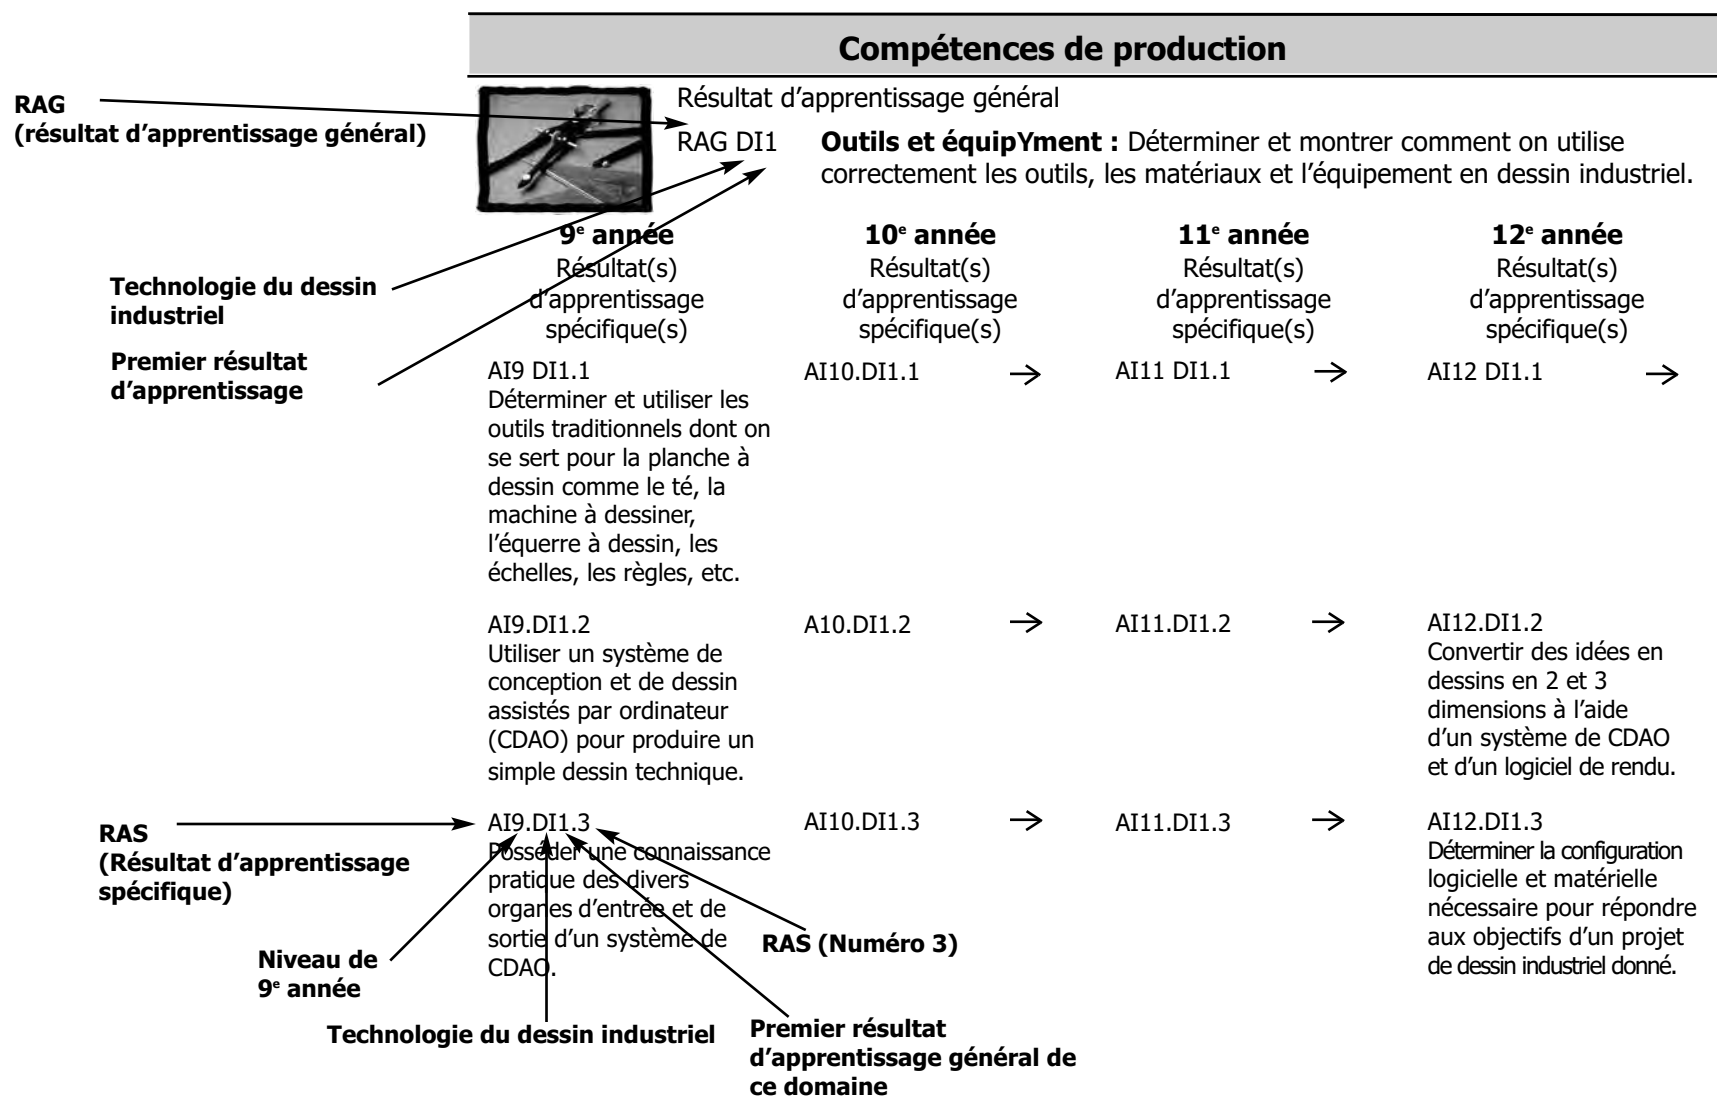 Compétences de production
RAG
(résultat d’apprentissage général)
Résultat d’apprentissage général
RAG DI1
Outils et équipYment : Déterminer et montrer comment on utilise
correctement les outils, les matériaux et l’équipement en dessin industriel.
Technologie du dessin
industriel
Premier résultat
d’apprentissage
9e année
Résultat(s)
d’apprentissage
spécifique(s)
10e année
Résultat(s)
d’apprentissage
spécifique(s)
11e année
Résultat(s)
d’apprentissage
spécifique(s)
12e année
Résultat(s)
d’apprentissage
spécifique(s)
AI9 DI1.1
Déterminer et utiliser les
outils traditionnels dont on
se sert pour la planche à
dessin comme le té, la
machine à dessiner,
l’équerre à dessin, les
échelles, les règles, etc.
AI10.DI1.1 →
AI11 DI1.1 →
AI12 DI1.1 →
AI9.DI1.2
Utiliser un système de
conception et de dessin
assistés par ordinateur
(CDAO) pour produire un
simple dessin technique.
A10.DI1.2 →
AI11.DI1.2 →
AI12.DI1.2
Convertir des idées en
dessins en 2 et 3
dimensions à l’aide
d’un système de CDAO
et d’un logiciel de rendu.
RAS
(Résultat d’apprentissage
spécifique)
AI9.DI1.3
Posséder une connaissance
pratique des divers
organes d’entrée et de
sortie d’un système de
CDAO.
AI10.DI1.3 →
AI11.DI1.3 →
AI12.DI1.3
Déterminer la configuration
logicielle et matérielle
nécessaire pour répondre
aux objectifs d’un projet
de dessin industriel donné.
RAS (Numéro 3)
Niveau de
9e année
Technologie du dessin industriel
Premier résultat
d’apprentissage général de
ce domaine